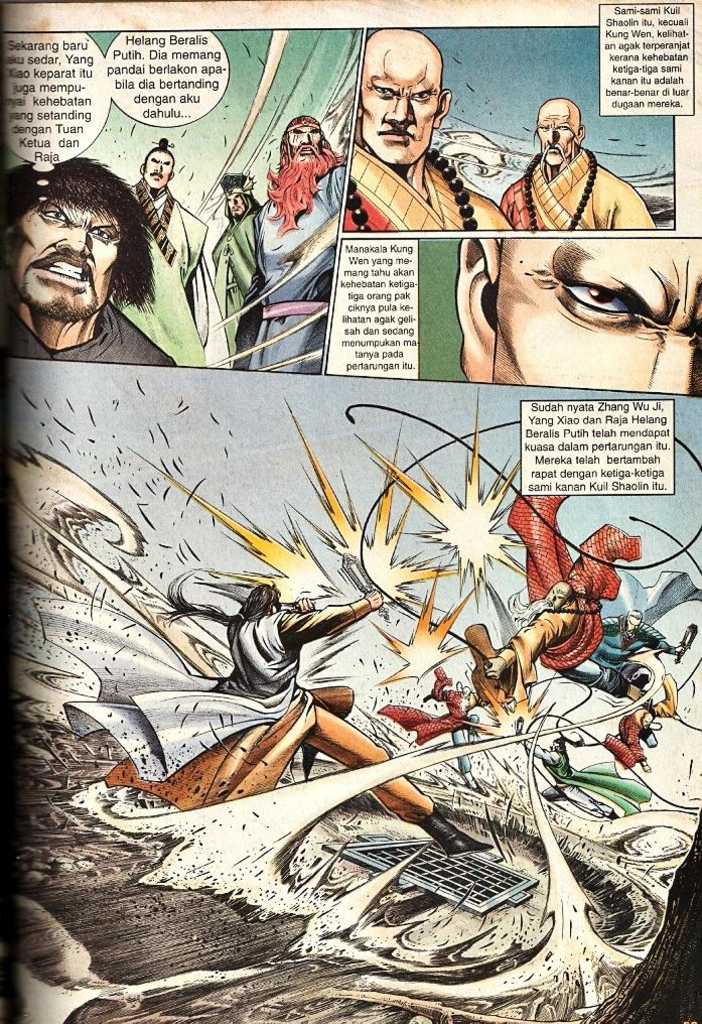 Sekarang baru
aku sedar, Yang
Xiao keparat itu
juga mempu-
nyai kehebatan
yang setanding
dengan Tuan
Ketua dan
Raja
Helang Beralis
Putih. Dia memang
pandai berlakon apa-
bila dia bertanding
dengan aku
dahulu...
Sami-sami Kuil
Shaolin itu, kecuali
Kung Wen, kelihat-
an agak terperanjat
kerana kehebatan
ketiga-tiga sami
kanan itu adalah
benar-benar di luar
dugaan mereka.
Manakala Kung
Wen yang me-
mang tahu akan
kehebatan ketiga-
tiga orang pak
ciknya pula ke-
lihatan agak geli-
sah dan sedang
menumpukan ma-
tanya pada
pertarungan itu.
Sudah nyata Zhang Wu Ji,
Yang Xiao dan Raja Helang
Beralis Putih telah mendapat
kuasa dalam pertarungan itu.
Mereka telah bertambah
rapat dengan ketiga-ketiga
sami kanan Kuil Shaolin itu.